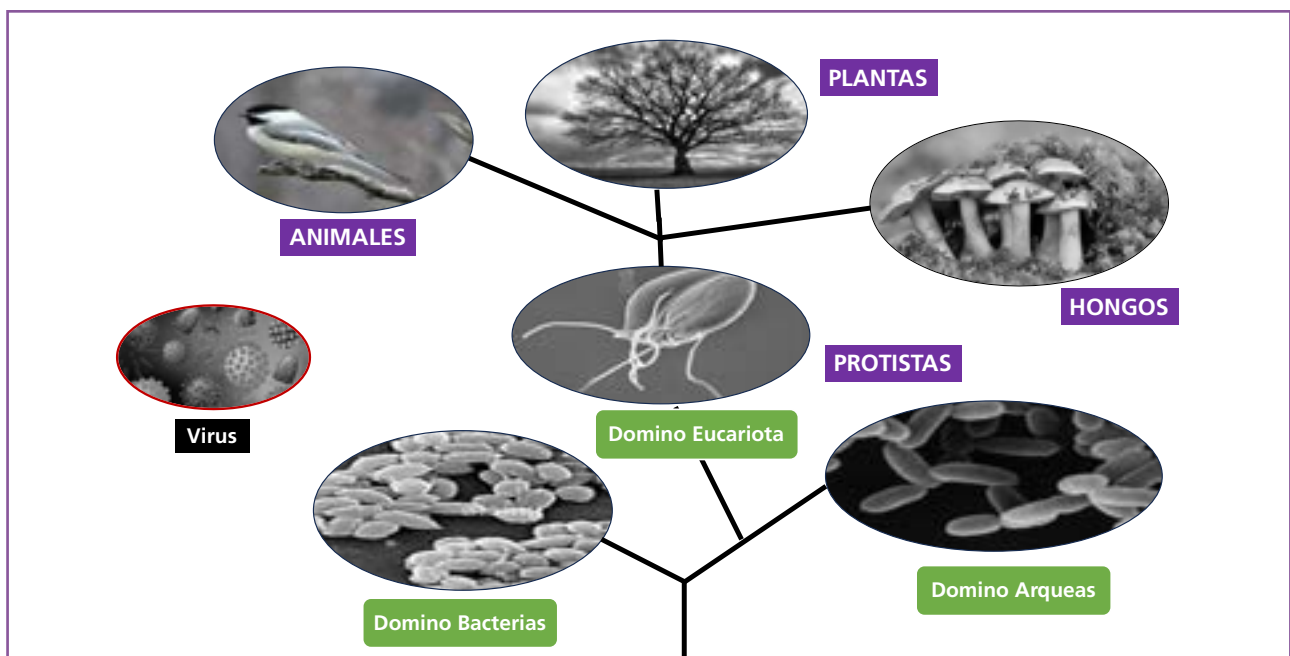 PLANTAS
ANIMALES
HONGOS
PROTISTAS
Virus
Domino Eucariota
Domino Arqueas
Domino Bacterias